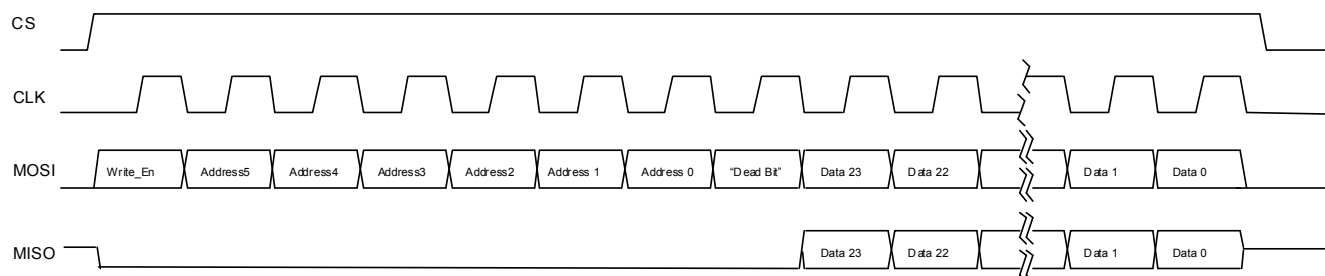 CS
CLK
MOSI Write_En Address5 Address4 Address3 Address2 Address 1 Address 0 “Dead Bit” Data 23 Data 22 Data 1 Data 0
MISO Data 23 Data 22 Data 1 Data 0